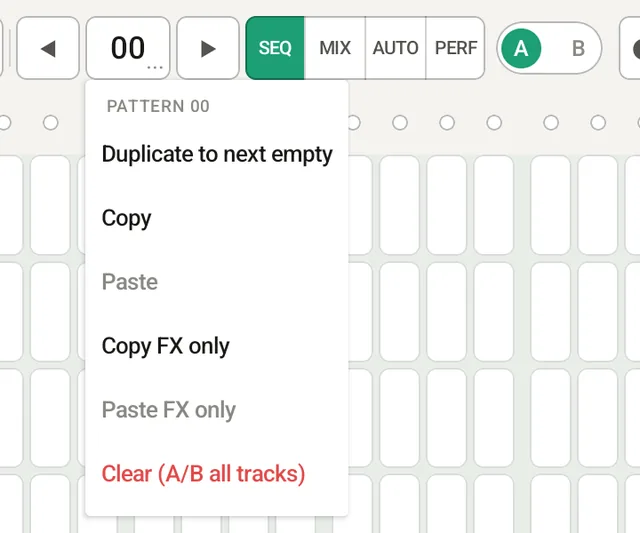 00
...
SEQ MIX AUTO PERF
A B
PATTERN 00
Duplicate to next empty
Copy
Paste
Copy FX only
Paste FX only
Clear (A/B all tracks)